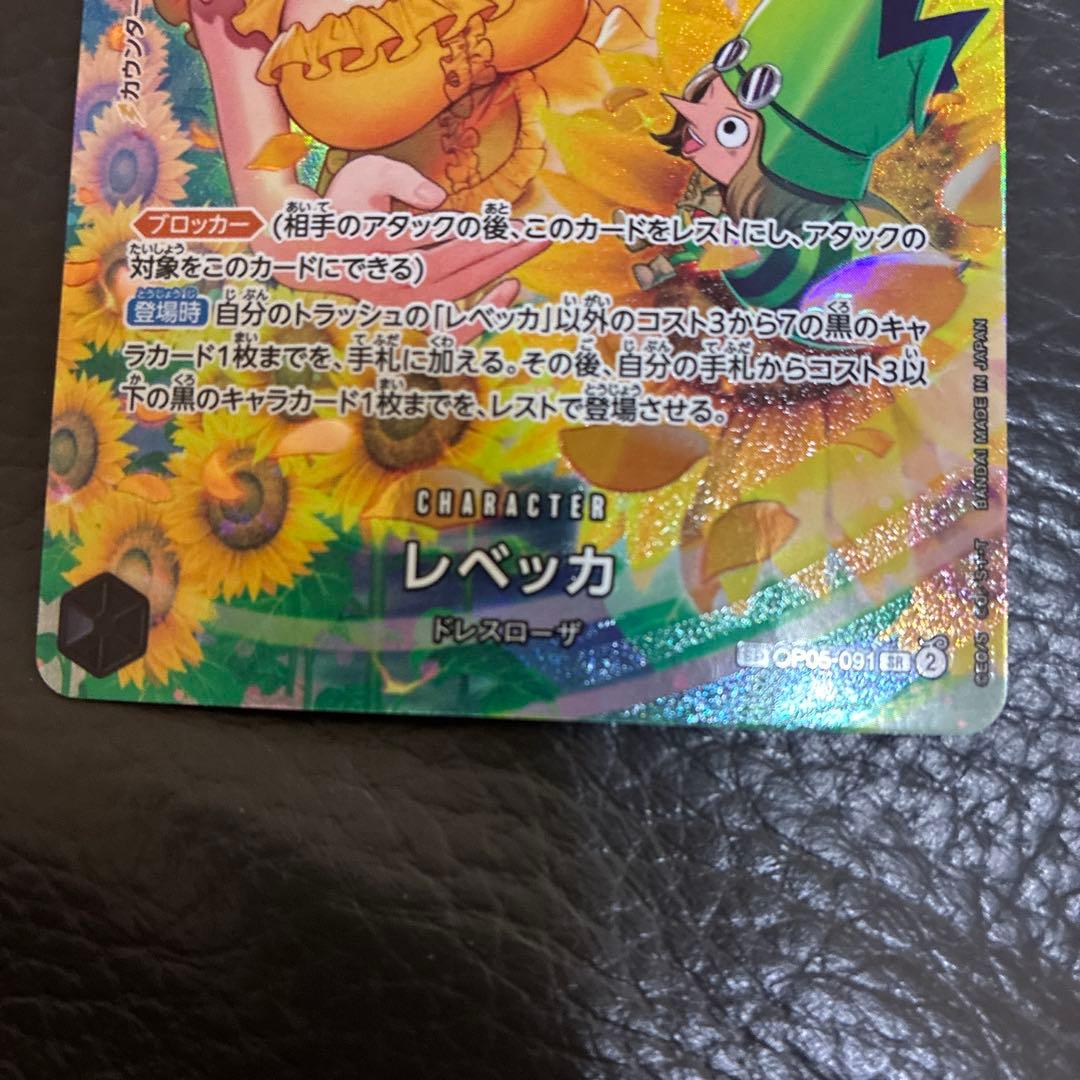 カウンター
ブロッカー (相手のアタックの後、このカードをレストにし、アタックの
対象をこのカードにできる)
登場時 自分のトラッシュの「レベッカ」以外のコスト3から7の黒のキャ
ラカード1枚までを、手札に加える。その後、自分の手札からコスト3以
下の黒のキャラカード1枚までを、レストで登場させる。
CHARACTER
レベッカ
ドレスローザ
OP05-091 SR 2
BANDAI MADE IN JAPAN